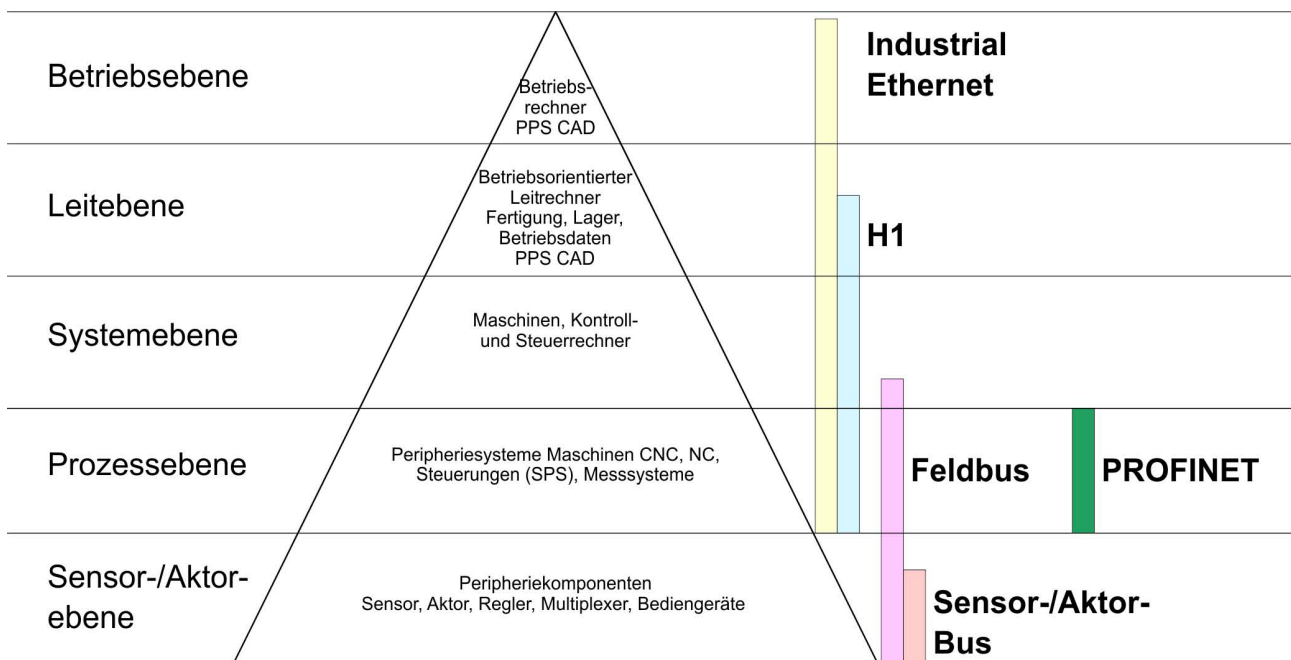 Betriebsebene
Betriebs-
rechner
PPS CAD
Industrial
Ethernet
Leitebene
Betriebsorientierter
Leitrechner
Fertigung, Lager,
Betriebsdaten
PPS CAD
H1
Systemebene
Maschinen, Kontroll-
und Steuerrechner
Prozessebene
Peripheriesysteme Maschinen CNC, NC,
Steuerungen (SPS), Messsysteme
Feldbus
PROFINET
Sensor-/Aktor-
ebene
Peripheriekomponenten
Sensor, Aktor, Regler, Multiplexer, Bediengeräte
Sensor-/Aktor-
Bus